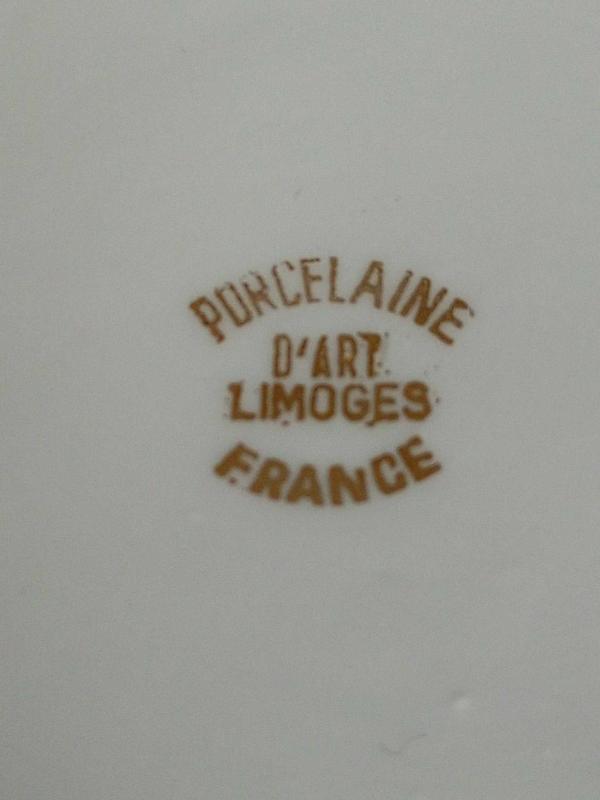 PORCELAINE
D'ART
LIMOGES
FRANCE